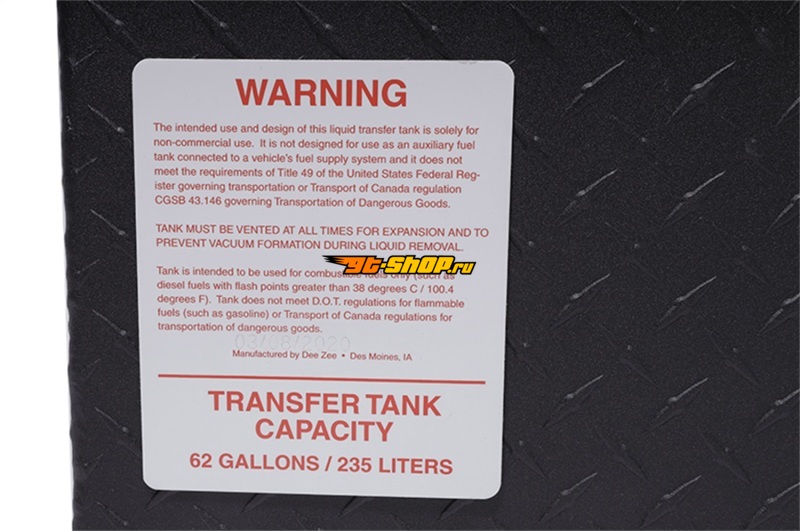 WARNING
The intended use and design of this liquid transfer tank is solely for
non-commercial use. It is not designed for use as an auxiliary fuel
tank connected to a vehicle's fuel supply system and it does not
meet the requirements of Title 49 of the United States Federal Reg-
ister governing transportation or Transport of Canada regulation
CGSB 43.146 governing Transportation of Dangerous Goods.
TANK MUST BE VENTED AT ALL TIMES FOR EXPANSION AND TO
PREVENT VACUUM FORMATION DURING LIQUID REMOVAL.
gt-shop.ru
Tank is intended to be used for combustible fuels only (such as
diesel fuels with flash points greater than 38 degrees C / 100.4
degrees F). Tank does not meet D.O.T. regulations for flammable
fuels (such as gasoline) or Transport of Canada regulations for
transportation of dangerous goods.
03/08/2020
Manufactured by Dee Zee • Des Moines, IA
TRANSFER TANK
CAPACITY
62 GALLONS / 235 LITERS